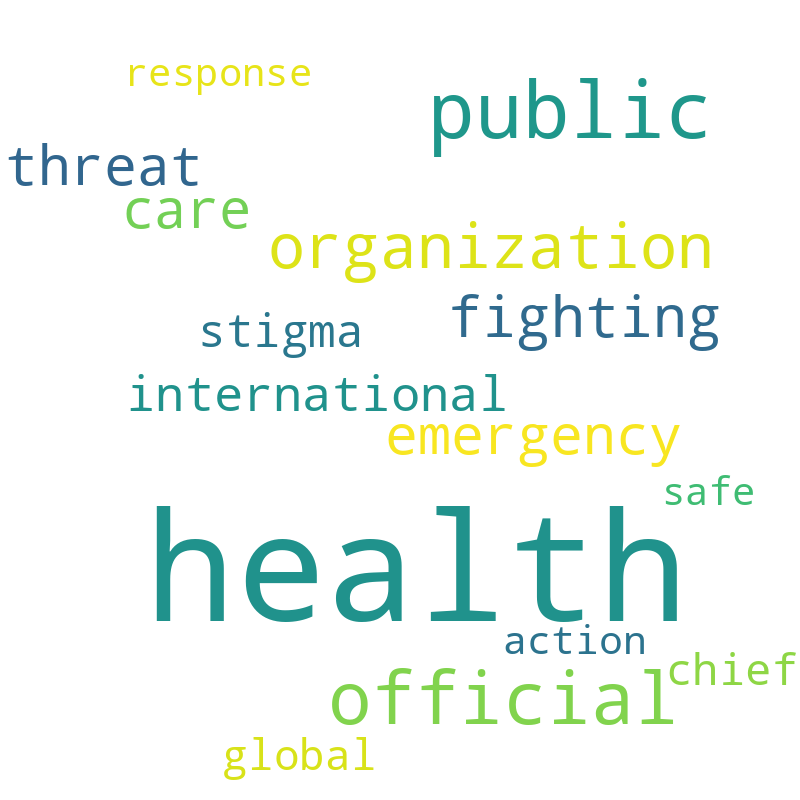 response
public
threat
care
organization
fighting
stigma
international
emergency
safe
health
action
chief
official
global